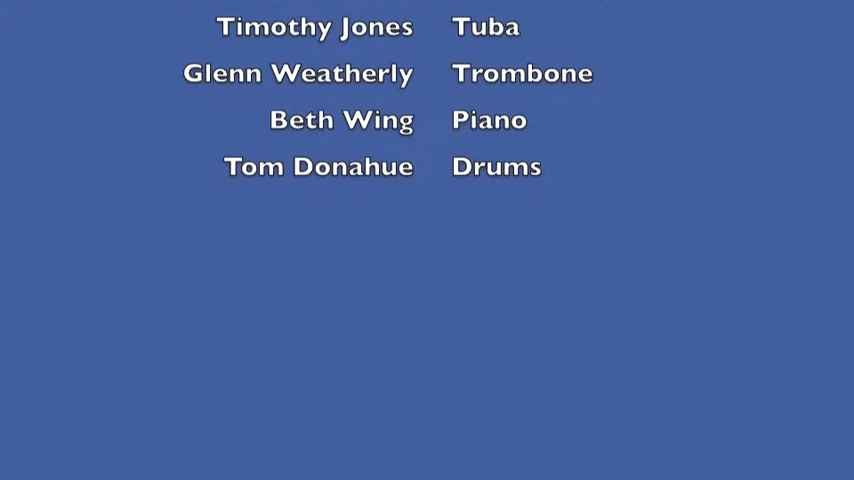 Timothy Jones Tuba
Glenn Weatherly Trombone
Beth Wing Piano
Tom Donahue Drums